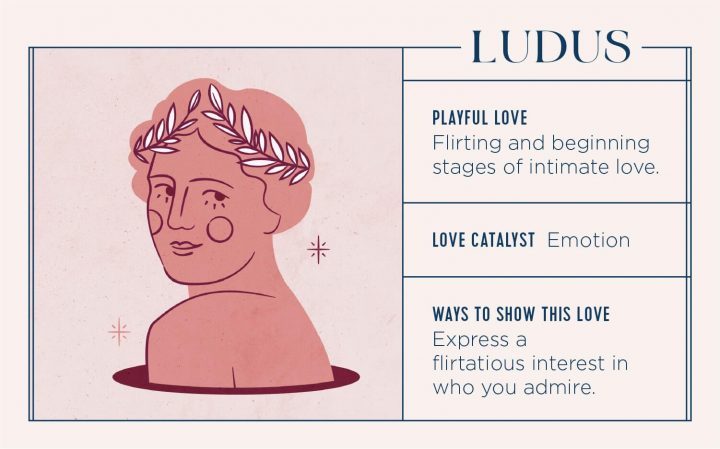 LUDUS
PLAYFUL LOVE
Flirting and beginning
stages of intimate love.
LOVE CATALYST Emotion
WAYS TO SHOW THIS LOVE
Express a
flirtatious interest in
who you admire.